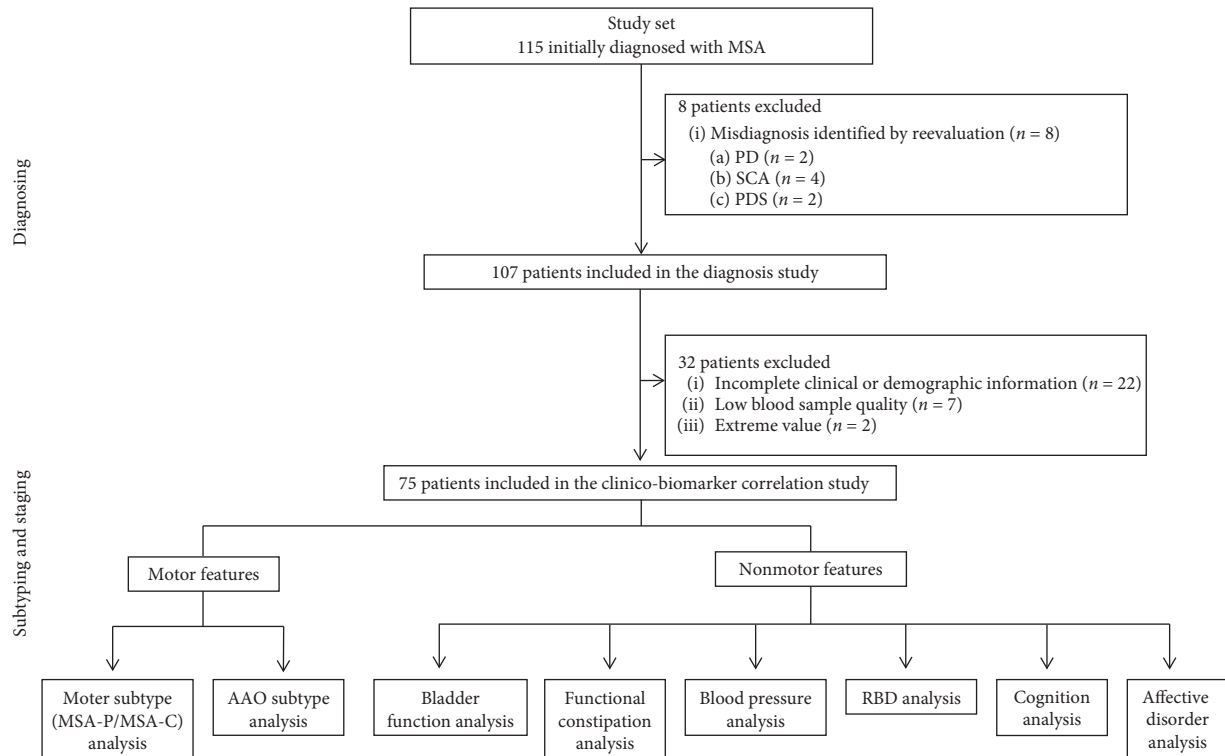 Study set
115 initially diagnosed with MSA
8 patients excluded
(i) Misdiagnosis identified by reevaluation (n = 8)
(a) PD (n = 2)
(b) SCA (n = 4)
(c) PDS (n = 2)
Diagnosing
107 patients included in the diagnosis study
32 patients excluded
(i) Incomplete clinical or demographic information (n = 22)
(ii) Low blood sample quality (n = 7)
(iii) Extreme value (n = 2)
75 patients included in the clinico-biomarker correlation study
Subtyping and staging
Motor features
Nonmotor features
Moter subtype
(MSA-P/MSA-C)
analysis
AAO subtype
analysis
Bladder
function analysis
Functional
constipation
analysis
Blood pressure
analysis
RBD analysis
Cognition
analysis
Affective
disorder
analysis